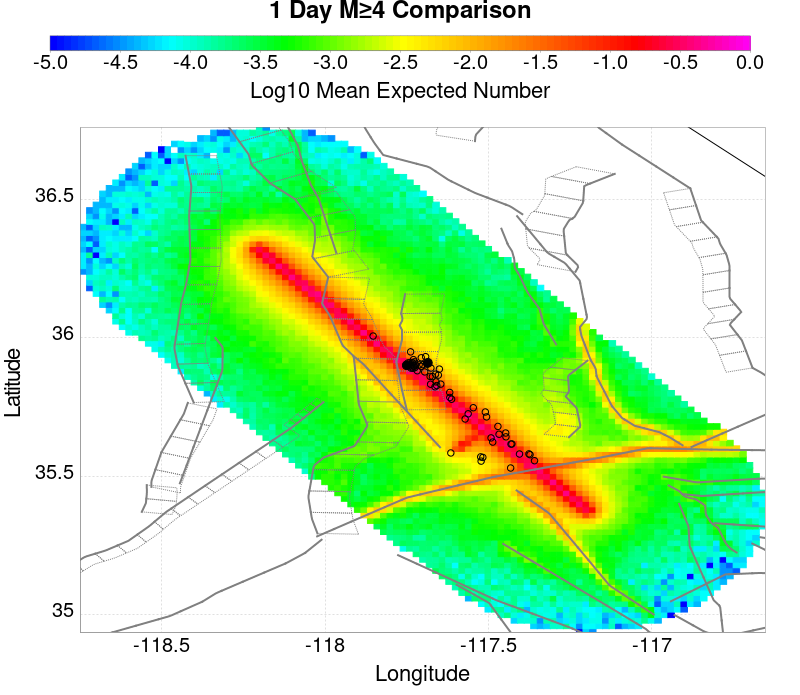 1 Day M≥4 Comparison
-5.0 -4.5 -4.0 -3.5 -3.0 -2.5 -2.0 -1.5 -1.0 -0.5 0.0
Log10 Mean Expected Number
36.5
36
35.5
35
Latitude
-118.5 -118 -117.5 -117
Longitude